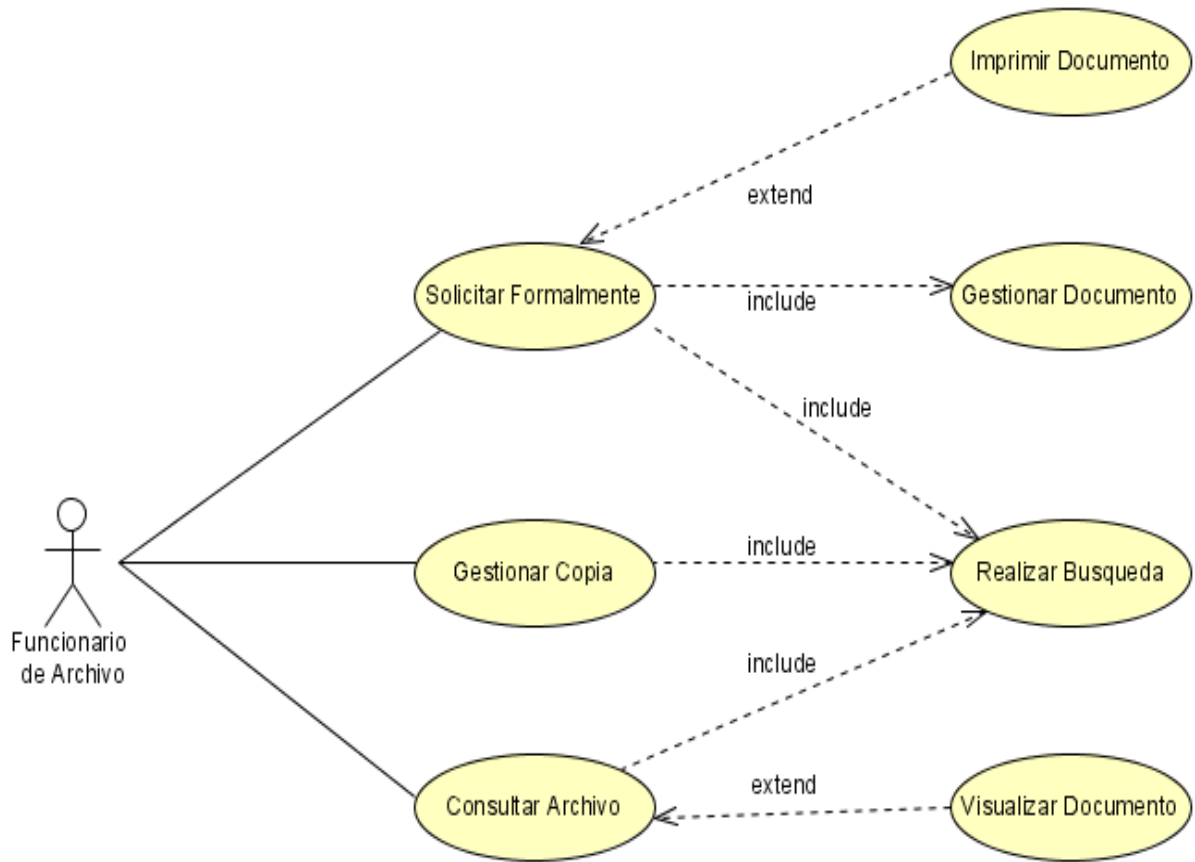 Imprimir Documento
extend
Solicitar Formalmente
include
Gestionar Documento
include
Gestionar Copia
include
Realizar Busqueda
Funcionario
de Archivo
include
Consultar Archivo
extend
Visualizar Documento